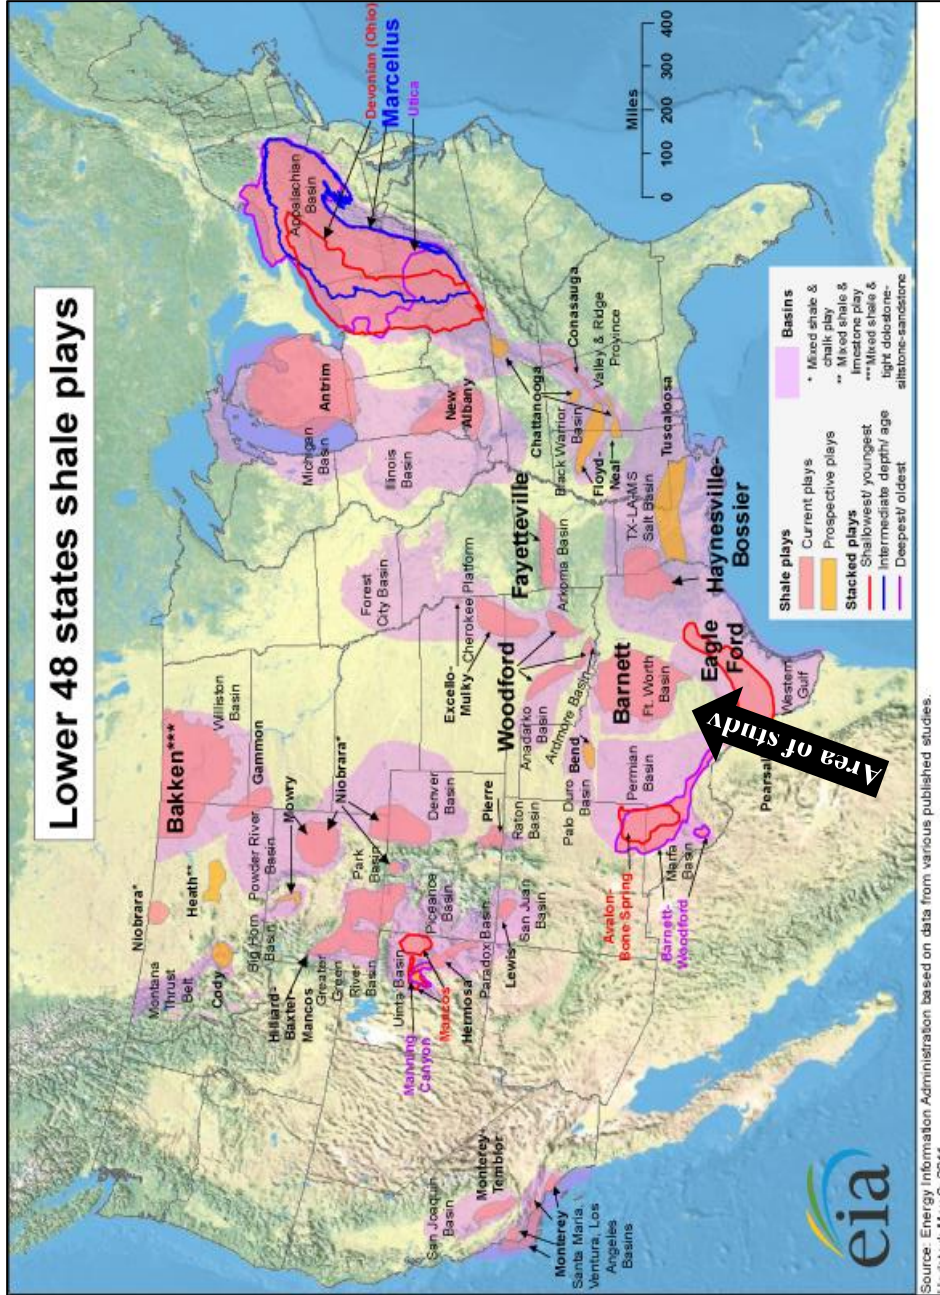 Lower 48 states shale plays
Niobrara*
Bakken***
Williston
Basin
Heath**
Montana
Thrust
Belt
Cody
Gammon
Powder River
Basin
Mowry
Big Horn
Basin
Hilliard-
Baxter-
Mancos
Greater
Green
River
Basin
Niobrara*
Park
Basin
Denver
Basin
Uinta Basin
Piceance
Basin
Manning
Canyon
Mancos
Hermosa
Paradox Basin
Pierre
Raton
Basin
San Juan
Basin
Lewis
San Joaquin
Basin
Monterey-
Temblor
Monterey
Santa Maria,
Ventura, Los
Angeles
Basins
Forest
City Basin
Excello-
Mulky
Cherokee Platform
Woodford
Anadarko
Basin
Ardmore Basin
Palo Duro
Basin
Bend
Fayetteville
Arkoma Basin
Barnett
Ft. Worth
Basin
Permian
Basin
Avalon-
Bone Spring
Barnett-
Woodford
Marfa
Basin
Eagle
Ford
Western
Gulf
Area of study
Haynesville-
Bossier
TX-LA-MS
Salt Basin
Tuscaloosa
Neal
Floyd-
Black Warrior
Basin
Chattanooga
Conasauga
Valley & Ridge
Province
Michigan
Basin
Antrim
Illinois
Basin
New
Albany
Appalachian
Basin
Devonian (Ohio)
Marcellus
Utica
Miles
0 100 200 300 400
Shale plays
Current plays
Prospective plays
Stacked plays
Shallowest/ youngest
Intermediate depth/ age
Deepest/ oldest
Basins
* Mixed shale &
chalk play
** Mixed shale &
limestone play
***Mixed shale &
tight dolostone-
siltstone-sandstone
eia
Source: Energy Information Administration based on data from various published studies.